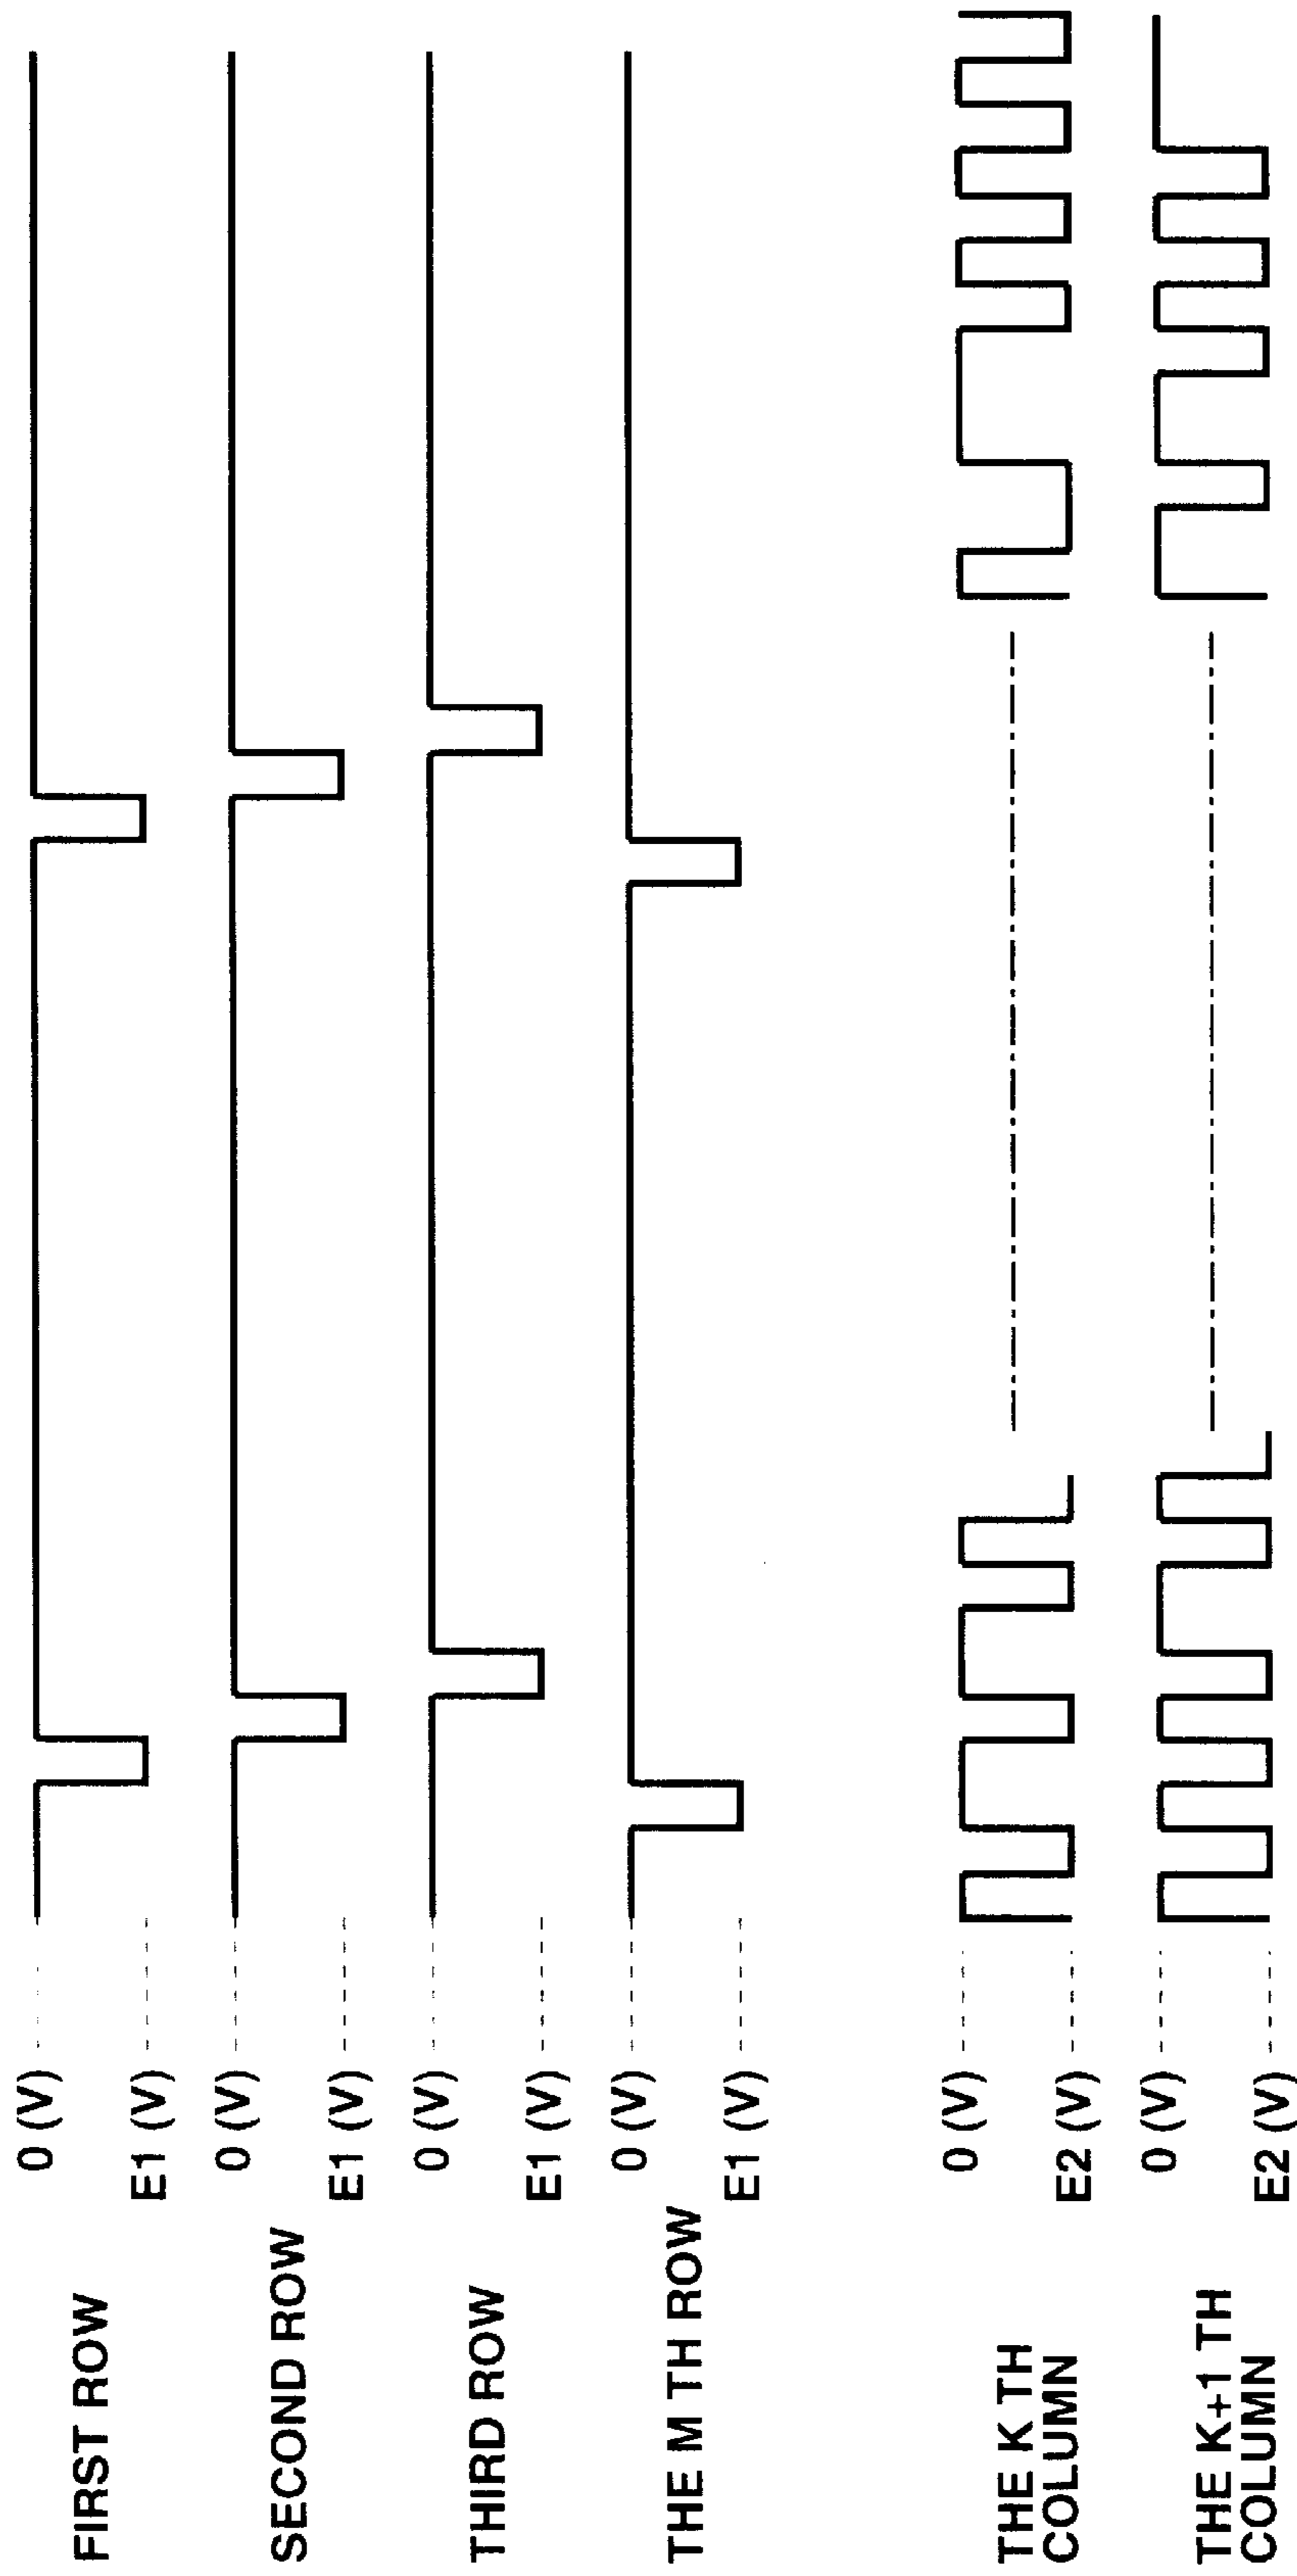 FIRST ROW
0 (V)
E1 (V)
SECOND ROW
0 (V)
E1 (V)
THIRD ROW
0 (V)
E1 (V)
THE M TH ROW
0 (V)
E1 (V)
THE K TH
COLUMN
0 (V)
E2 (V)
THE K+1 TH
COLUMN
0 (V)
E2 (V)